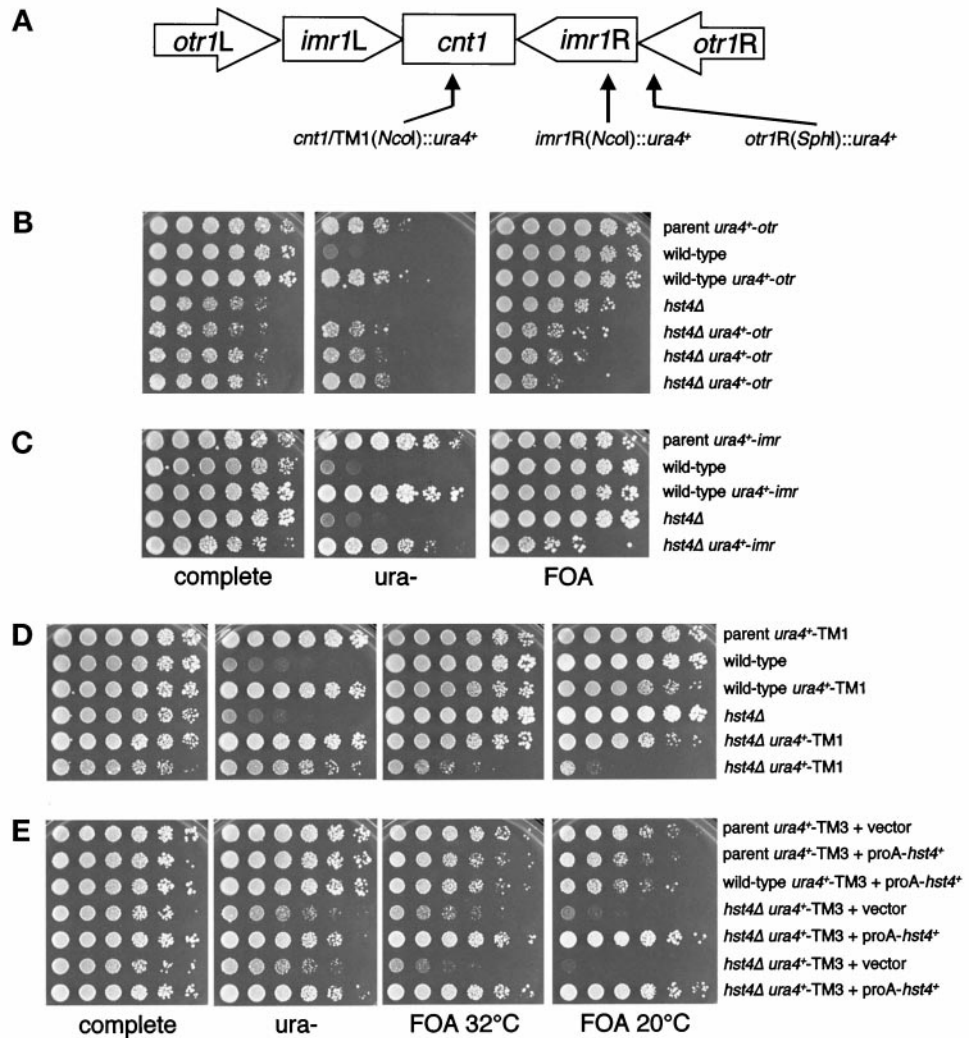 A
otr1L
imr1L
cnt1
imr1R
otr1R
cnt1/TM1(NcoI)::ura4+
imr1R(NcoI)::ura4+
otr1R(SphI)::ura4+
B
parent ura4+-otr
wild-type
wild-type ura4+-otr
hst4Δ
hst4Δ ura4+-otr
hst4Δ ura4+-otr
hst4Δ ura4+-otr
C
parent ura4+-imr
wild-type
wild-type ura4+-imr
hst4Δ
hst4Δ ura4+-imr
complete
ura-
FOA
D
parent ura4+-TM1
wild-type
wild-type ura4+-TM1
hst4Δ
hst4Δ ura4+-TM1
hst4Δ ura4+-TM1
E
parent ura4+-TM3 + vector
parent ura4+-TM3 + proA-hst4+
wild-type ura4+-TM3 + proA-hst4+
hst4Δ ura4+-TM3 + vector
hst4Δ ura4+-TM3 + proA-hst4+
hst4Δ ura4+-TM3 + vector
hst4Δ ura4+-TM3 + proA-hst4+
complete
ura-
FOA 32°C
FOA 20°C